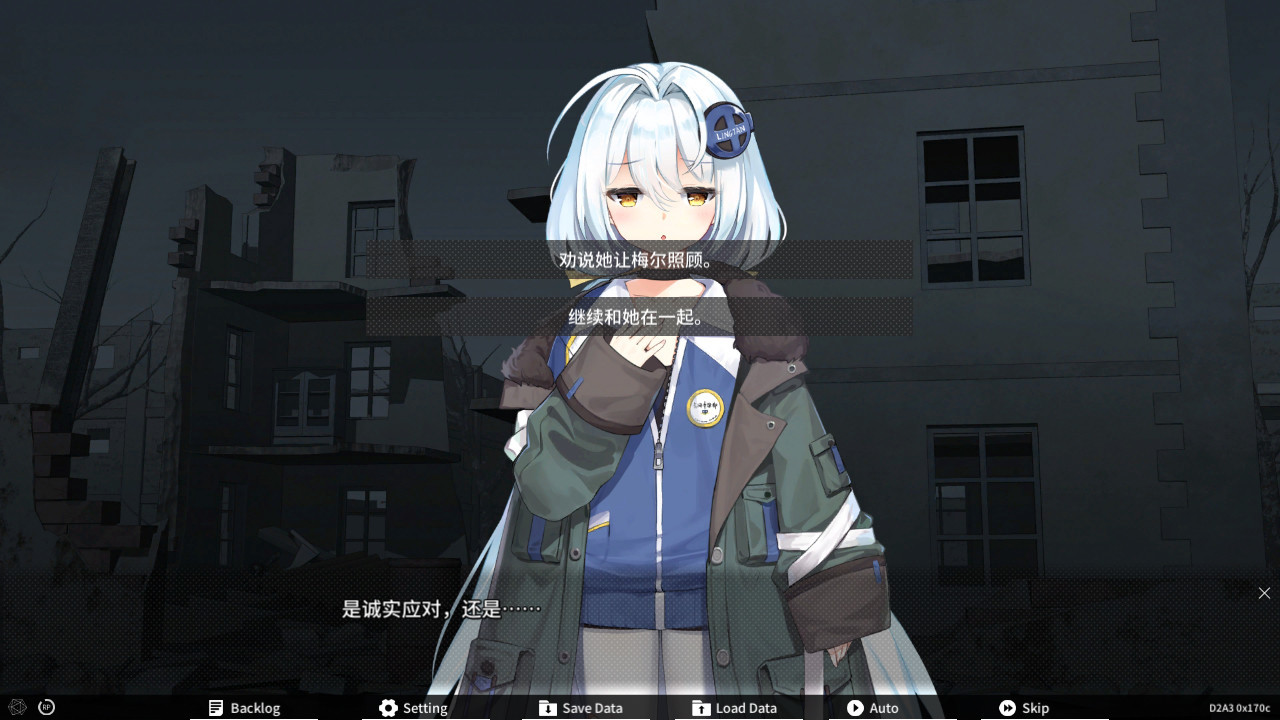 LINGTAN
劝说她让梅尔照顾。
继续和她在一起。
是诚实应对，还是……
RP
Backlog
Setting
Save Data
Load Data
Auto
Skip
D2A3 0x170c